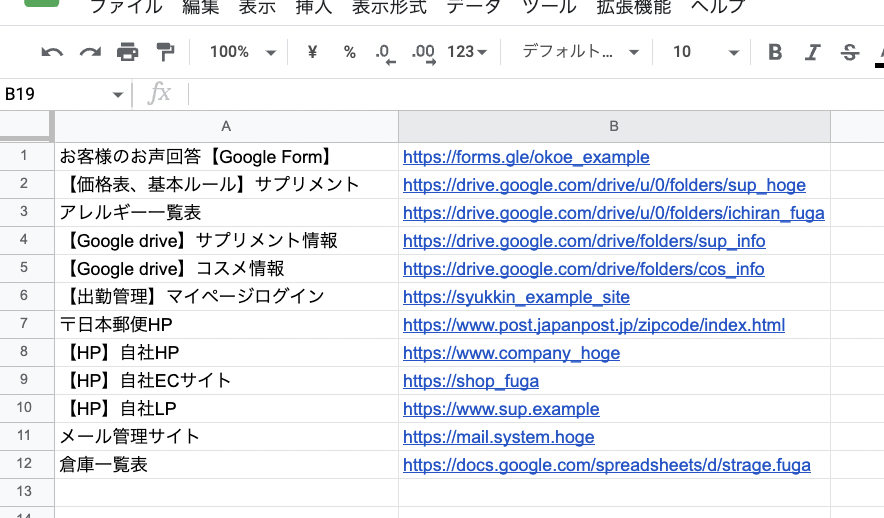 ファイル 編集 表示 挿入 表示形式 データ ツール 拡張機能 ヘルプ
100% ¥ % .0 .00 123 デフォルト... 10 B I S A
B19 fx
A B
1 お客様のお声回答【Google Form】 https://forms.gle/okoe_example
2 【価格表、基本ルール】サプリメント https://drive.google.com/drive/u/0/folders/sup_hoge
3 アレルギー一覧表 https://drive.google.com/drive/u/0/folders/ichiran_fuga
4 【Google drive】サプリメント情報 https://drive.google.com/drive/folders/sup_info
5 【Google drive】コスメ情報 https://drive.google.com/drive/folders/cos_info
6 【出勤管理】マイページログイン https://syukkin_example_site
7 〒日本郵便HP https://www.post.japanpost.jp/zipcode/index.html
8 【HP】自社HP https://www.company_hoge
9 【HP】自社ECサイト https://shop_fuga
10 【HP】自社LP https://www.sup.example
11 メール管理サイト https://mail.system.hoge
12 倉庫一覧表 https://docs.google.com/spreadsheets/d/strage.fuga
13
14